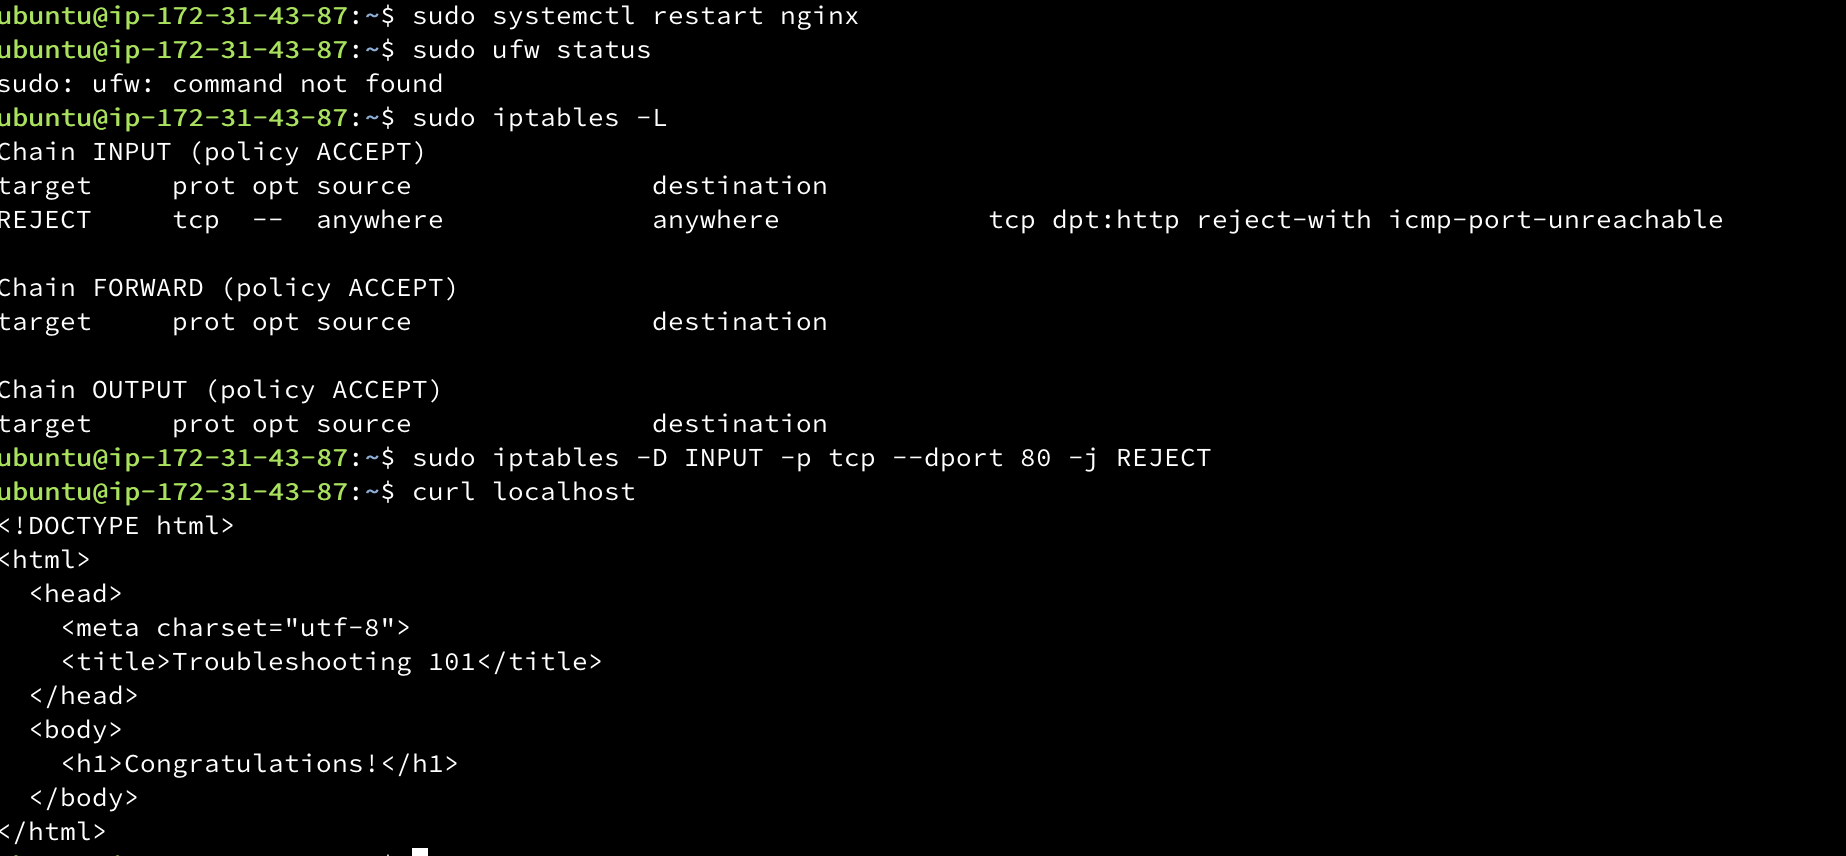 ubuntu@ip-172-31-43-87:~$ sudo systemctl restart nginx
ubuntu@ip-172-31-43-87:~$ sudo ufw status
sudo: ufw: command not found
ubuntu@ip-172-31-43-87:~$ sudo iptables -L
Chain INPUT (policy ACCEPT)
target     prot opt source               destination
REJECT     tcp  --  anywhere             anywhere             tcp dpt:http reject-with icmp-port-unreachable

Chain FORWARD (policy ACCEPT)
target     prot opt source               destination

Chain OUTPUT (policy ACCEPT)
target     prot opt source               destination
ubuntu@ip-172-31-43-87:~$ sudo iptables -D INPUT -p tcp --dport 80 -j REJECT
ubuntu@ip-172-31-43-87:~$ curl localhost
<!DOCTYPE html>
<html>
  <head>
    <meta charset="utf-8">
    <title>Troubleshooting 101</title>
  </head>
  <body>
    <h1>Congratulations!</h1>
  </body>
</html>